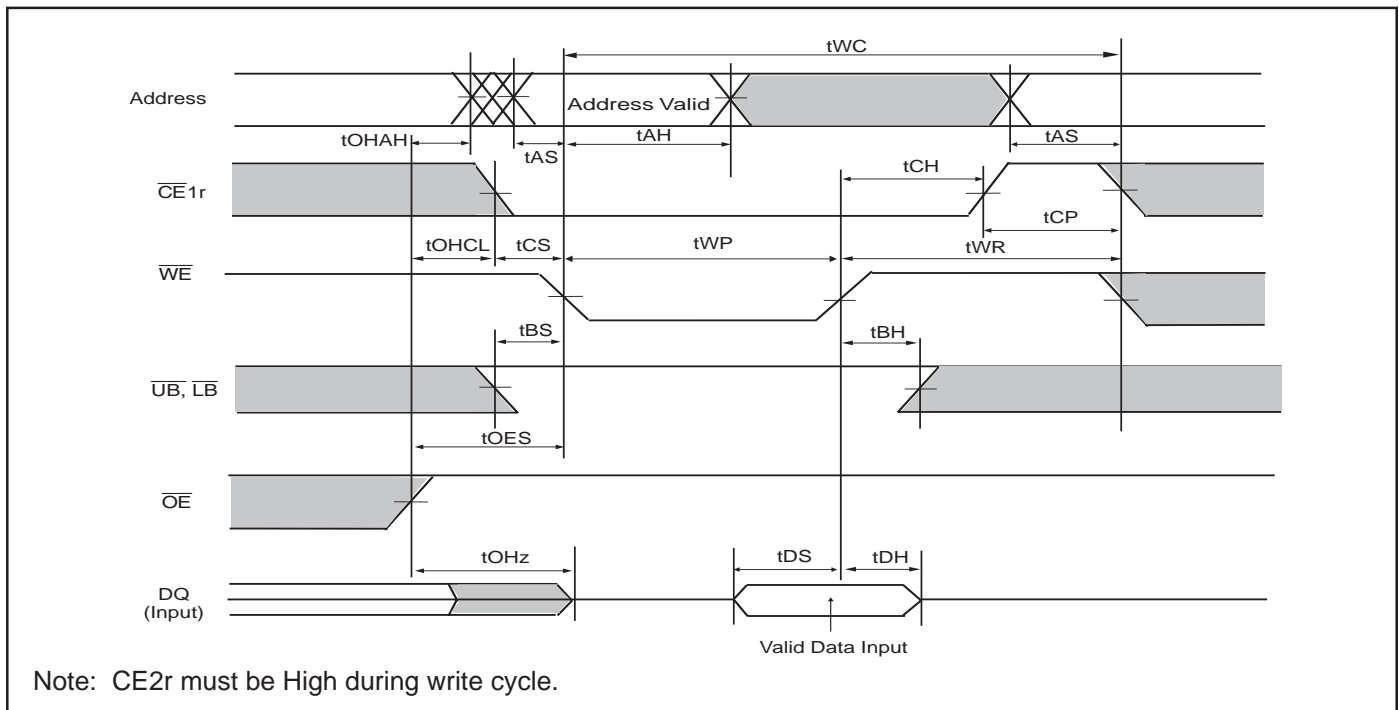 tWC
Address
Address Valid
tOHAH
tAS
tAH
tAS
CE1r
tCH
tCP
tOHCL
tCS
tWP
tWR
WE
tBS
tBH
UB, LB
tOES
OE
tOHz
tDS
tDH
DQ
(Input)
Valid Data Input
Note: CE2r must be High during write cycle.